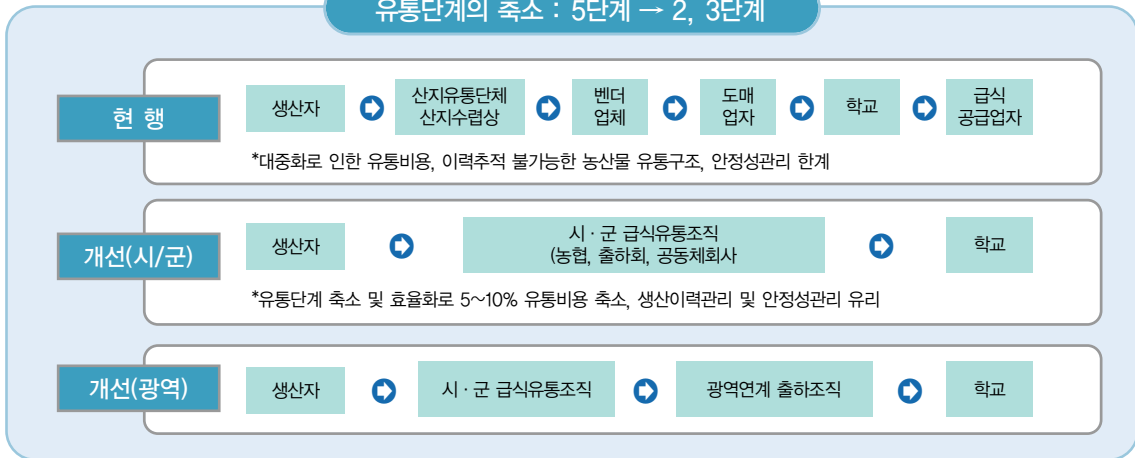 유통단계의 축소 : 5단계 → 2, 3단계
현 행
생산자
산지유통단체
산지수렵상
벤더
업체
도매
업자
학교
급식
공급업자
*대중화로 인한 유통비용, 이력추적 불가능한 농산물 유통구조, 안정성관리 한계
개선(시/군)
생산자
시 · 군 급식유통조직
(농협, 출하회, 공동체회사
학교
*유통단계 축소 및 효율화로 5~10% 유통비용 축소, 생산이력관리 및 안정성관리 유리
개선(광역)
생산자
시 · 군 급식유통조직
광역연계 출하조직
학교